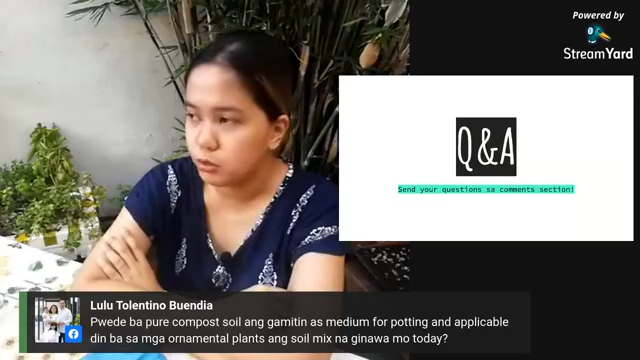 Powered by
StreamYard
Q&A
Send your questions sa comments section!
Lulu Tolentino Buendia
Pwede ba pure compost soil ang gamitin as medium for potting and applicable
din ba sa mga ornamental plants ang soil mix na ginawa mo today?